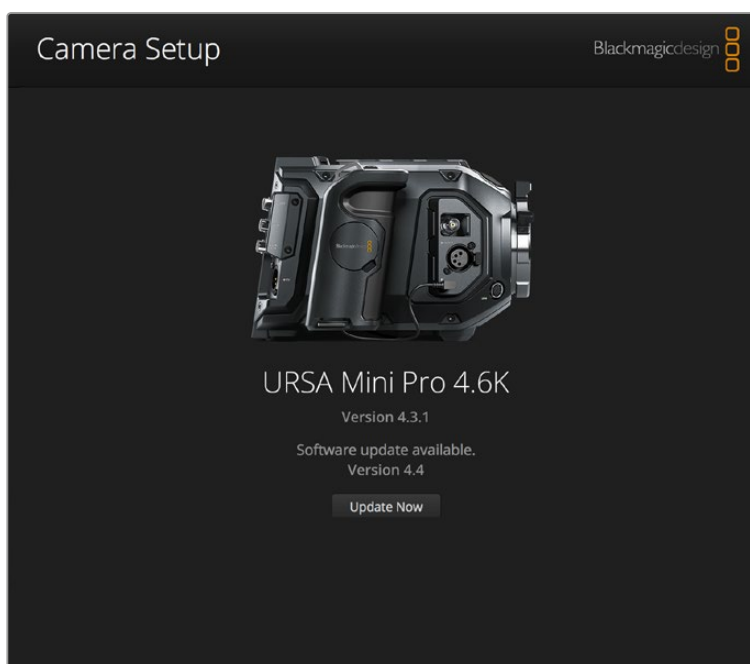 Camera Setup
Blackmagicdesign
URSA Mini Pro 4.6K
Version 4.3.1
Software update available.
Version 4.4
Update Now